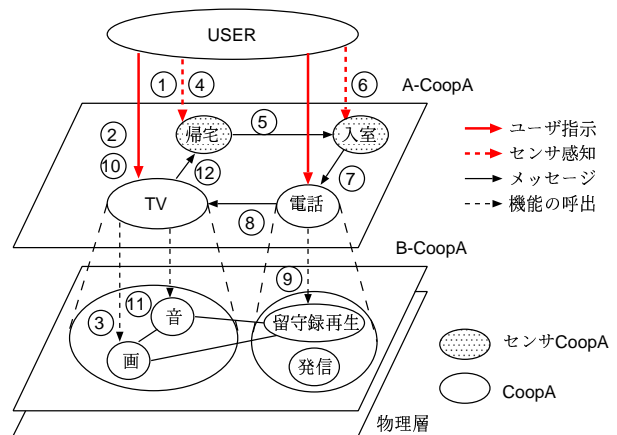 USER
A-CoopA
① ④ ⑥
② 帰宅 ⑤ 入室
⑩ ⑫ ⑦
TV ⑧ 電話
ユーザ指示
センサ感知
メッセージ
機能の呼出
B-CoopA
⑨
③ ⑪ 音 留守録再生
画 発信
センサCoopA
CoopA
物理層